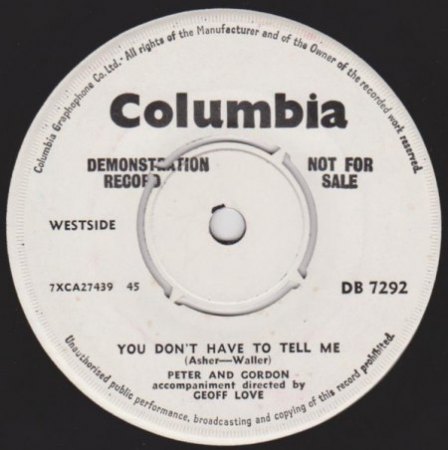 Columbia Graphophone Co. Ltd.· All rights of the Manufacturer and of the Owner of the recorded work reserved.
Columbia
DEMONSTRATION RECORD
NOT FOR SALE
WESTSIDE
7XCA27439 45
DB 7292
YOU DON'T HAVE TO TELL ME
(Asher—Waller)
PETER AND GORDON
accompaniment directed by
GEOFF LOVE
Unauthorised public performance, broadcasting and copying of this record prohibited.